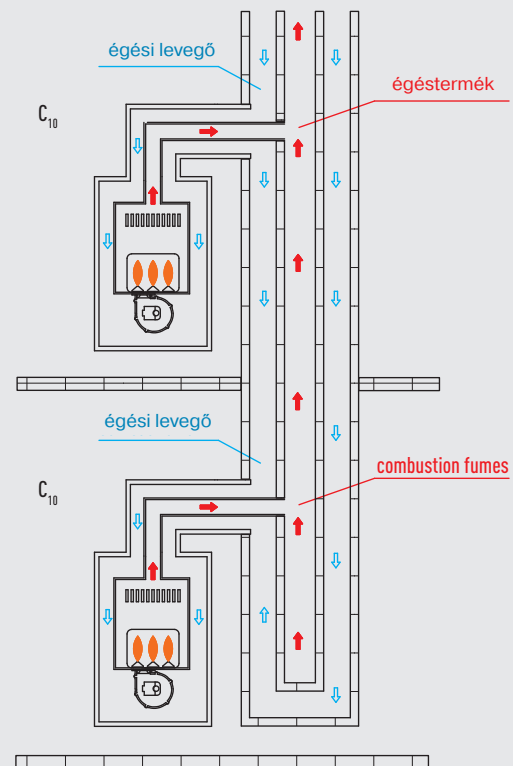 égési levegő
égéstermék
C₁₀
égési levegő
combustion fumes
C₁₀